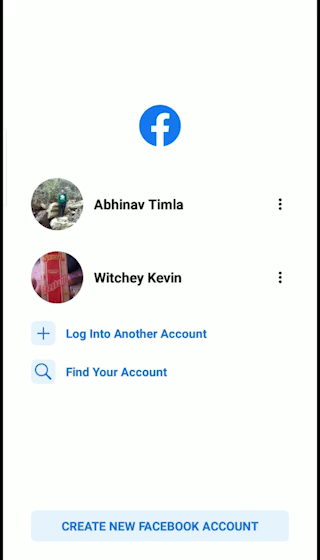 Abhinav Timla
Witchey Kevin
Log Into Another Account
Find Your Account
CREATE NEW FACEBOOK ACCOUNT